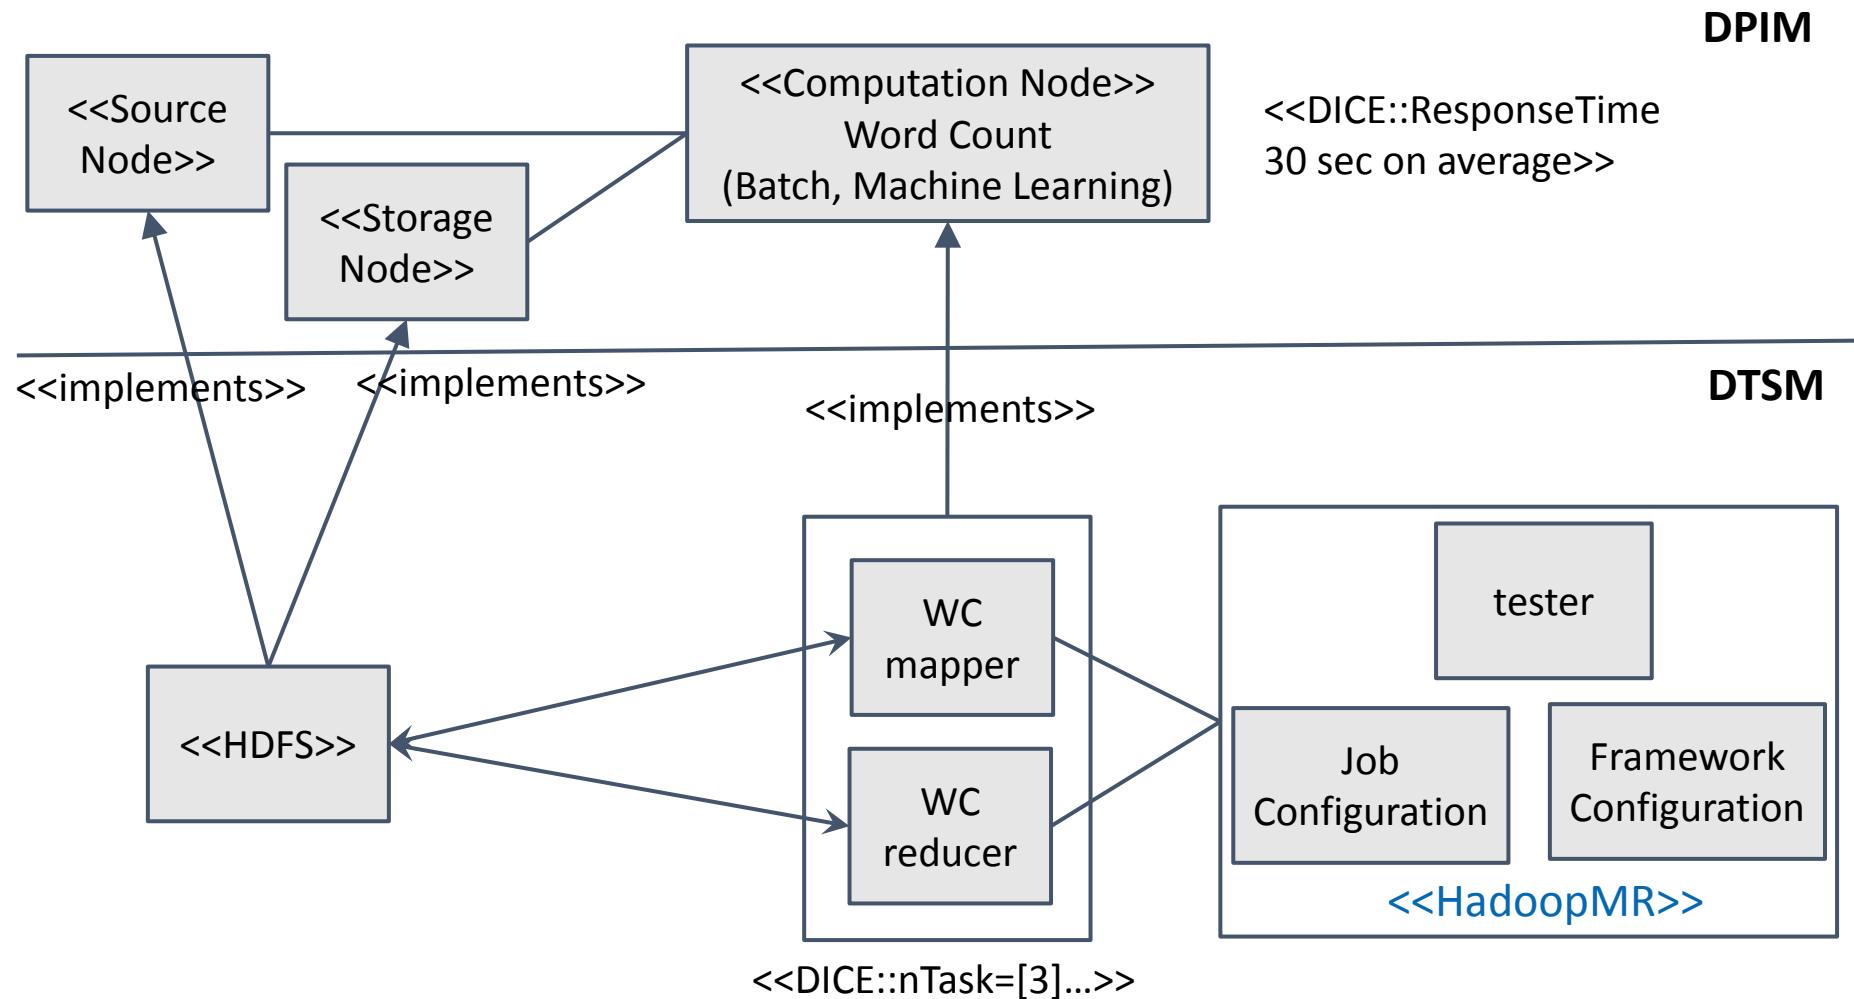 DPIM
<<Source
Node>>
<<Storage
Node>>
<<Computation Node>>
Word Count
(Batch, Machine Learning)
<<DICE::ResponseTime
30 sec on average>>
<<implements>>
<<implements>>
<<implements>>
DTSM
<<HDFS>>
WC
mapper
WC
reducer
<<DICE::nTask=[3]...>>
tester
Job
Configuration
Framework
Configuration
<<HadoopMR>>